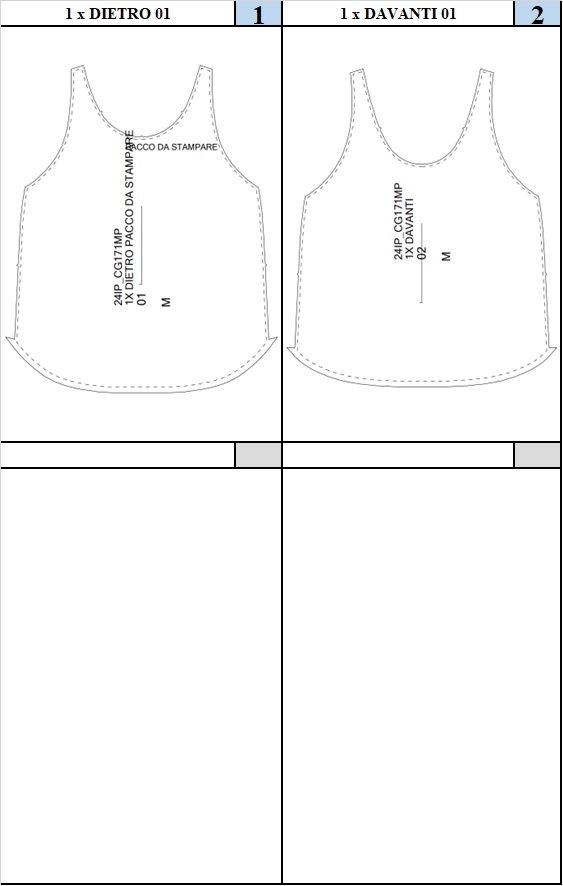 1 x DIETRO 01
1
1 x DAVANTI 01
2
PACCO DA STAMPARE
24IP_CG171MP
1X DIETRO PACCO DA STAMPARE
01
M
24IP_CG171MP
1X DAVANTI
02
M